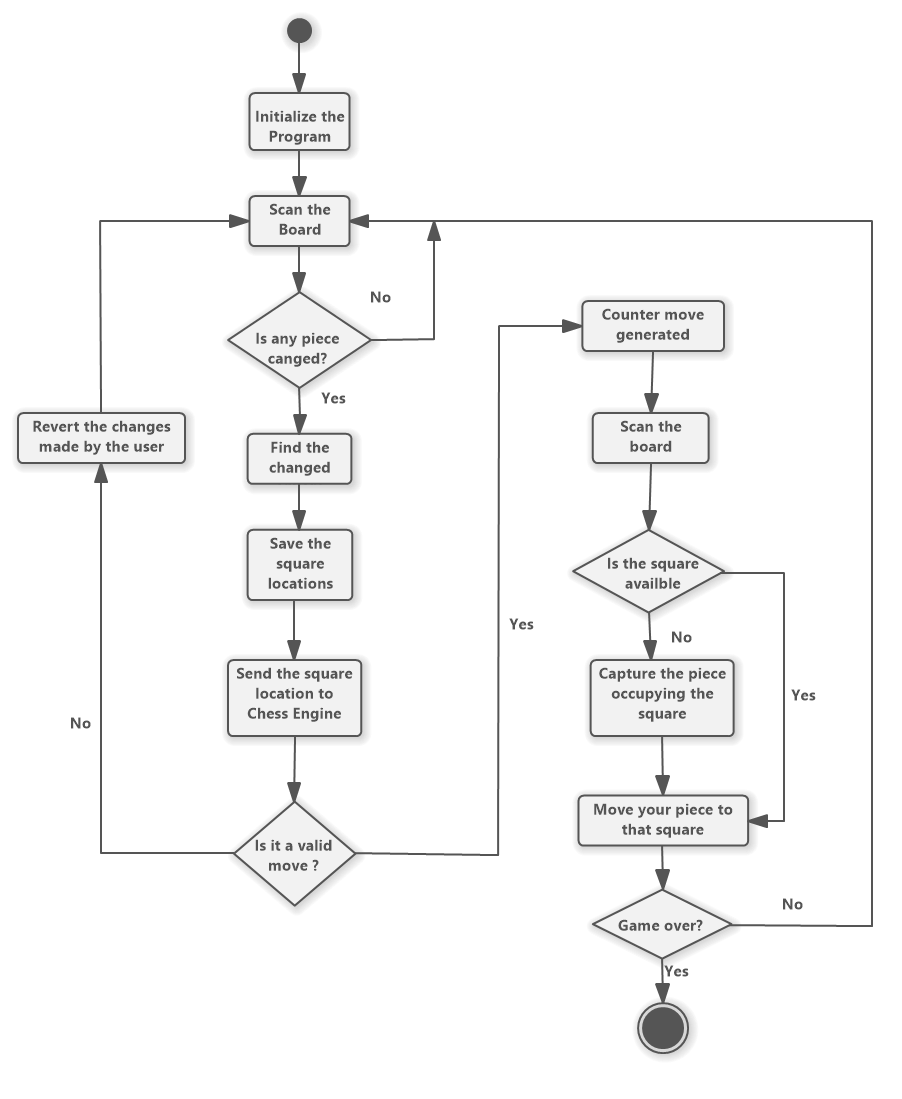 Initialize the
Program
Scan the
Board
No
Is any piece
canged?
Yes
Revert the changes
made by the user
Find the
changed
Save the
square
locations
Send the square
location to
Chess Engine
No
Is it a valid
move ?
Yes
Counter move
generated
Scan the
board
Is the square
availble
No
Yes
Capture the piece
occupying the
square
Move your piece to
that square
Game over?
No
Yes